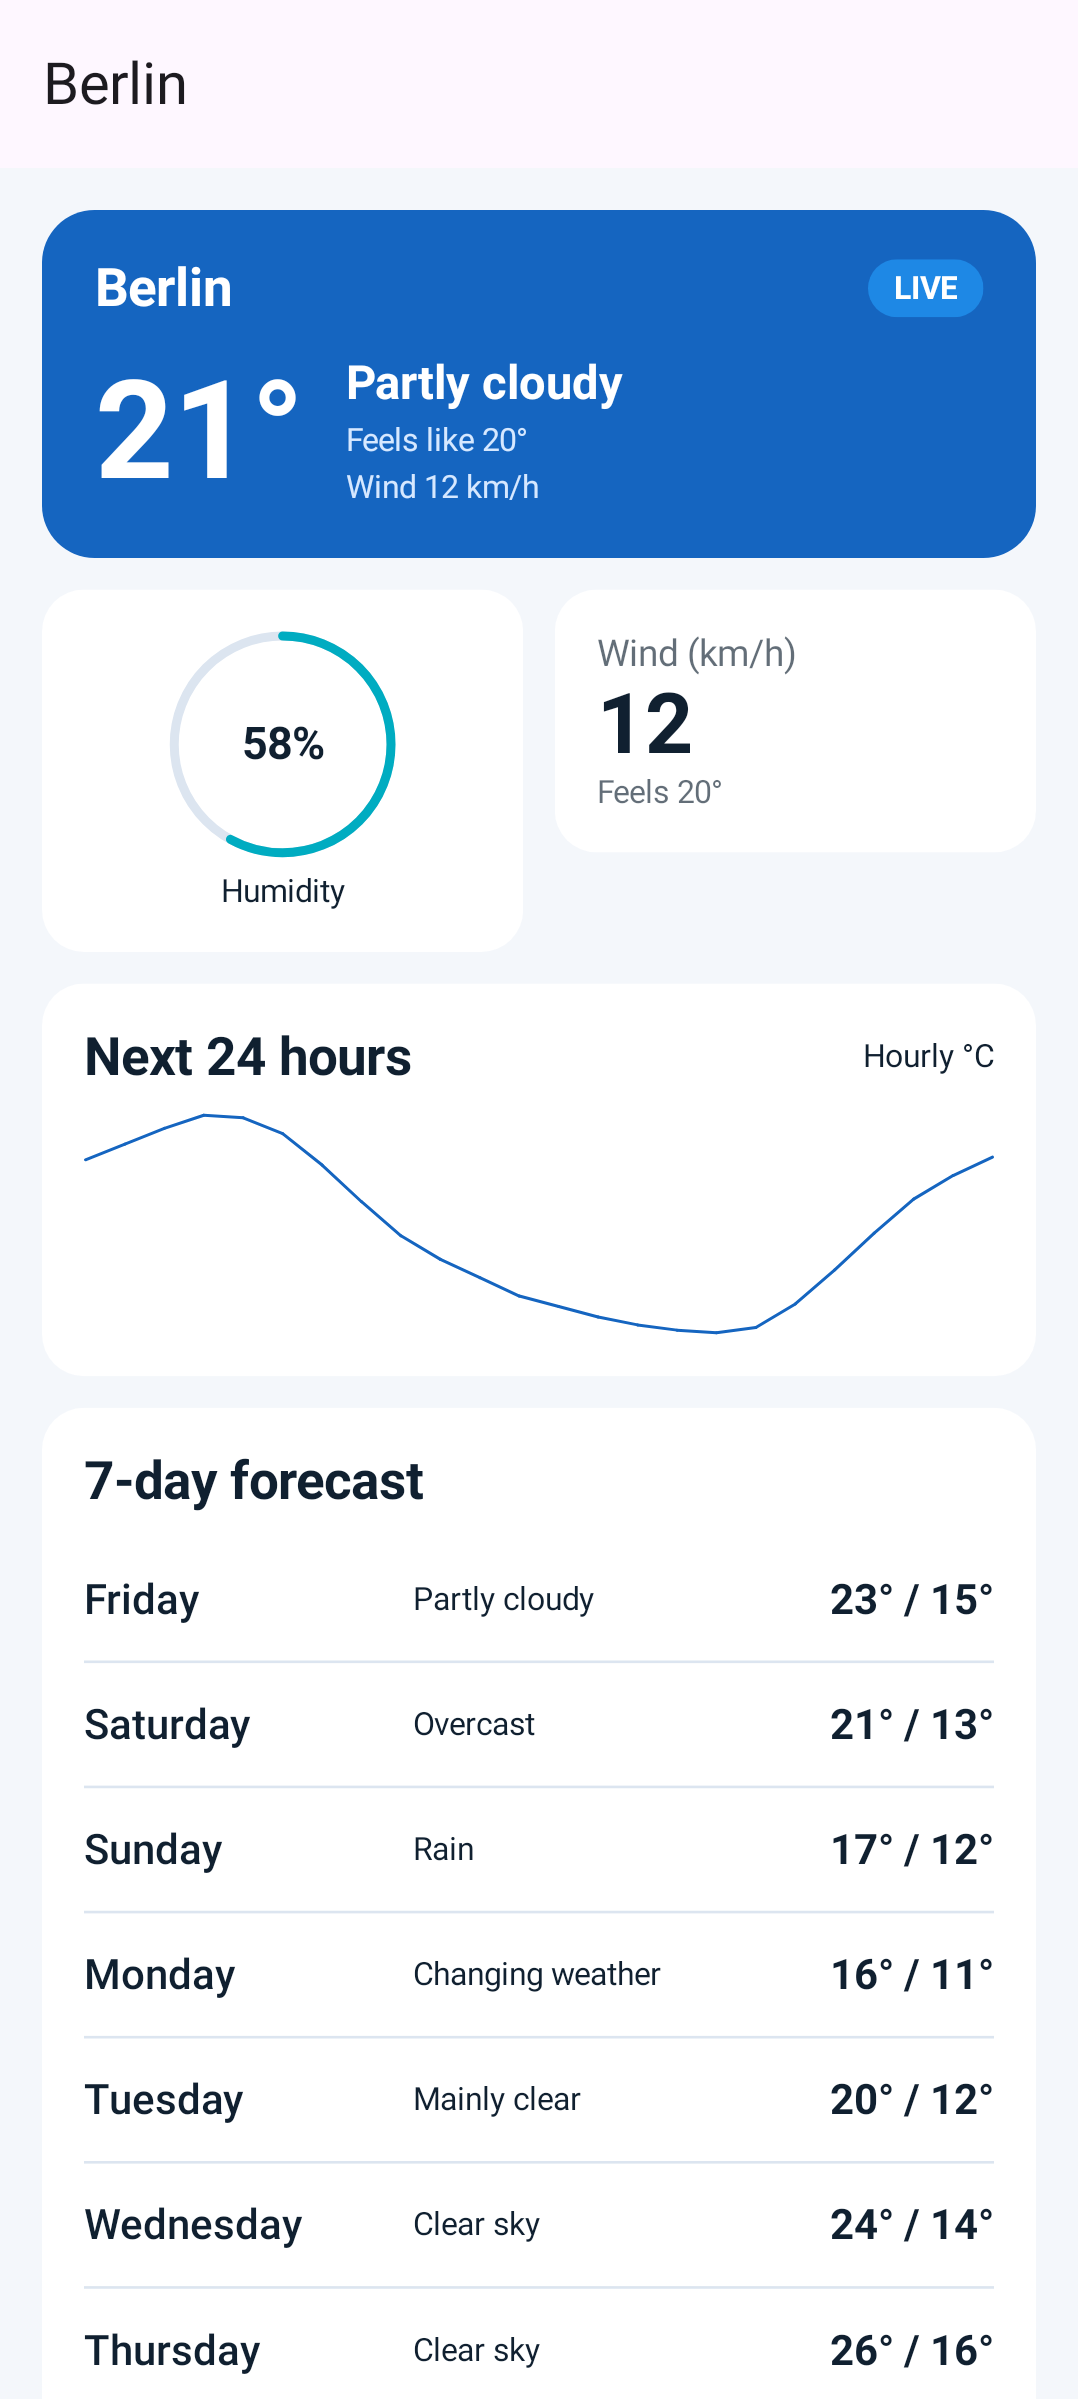 Berlin
Berlin
LIVE
21°
Partly cloudy
Feels like 20°
Wind 12 km/h
58%
Humidity
Wind (km/h)
12
Feels 20°
Next 24 hours
Hourly °C
7-day forecast
Friday Partly cloudy 23° / 15°
Saturday Overcast 21° / 13°
Sunday Rain 17° / 12°
Monday Changing weather 16° / 11°
Tuesday Mainly clear 20° / 12°
Wednesday Clear sky 24° / 14°
Thursday Clear sky 26° / 16°